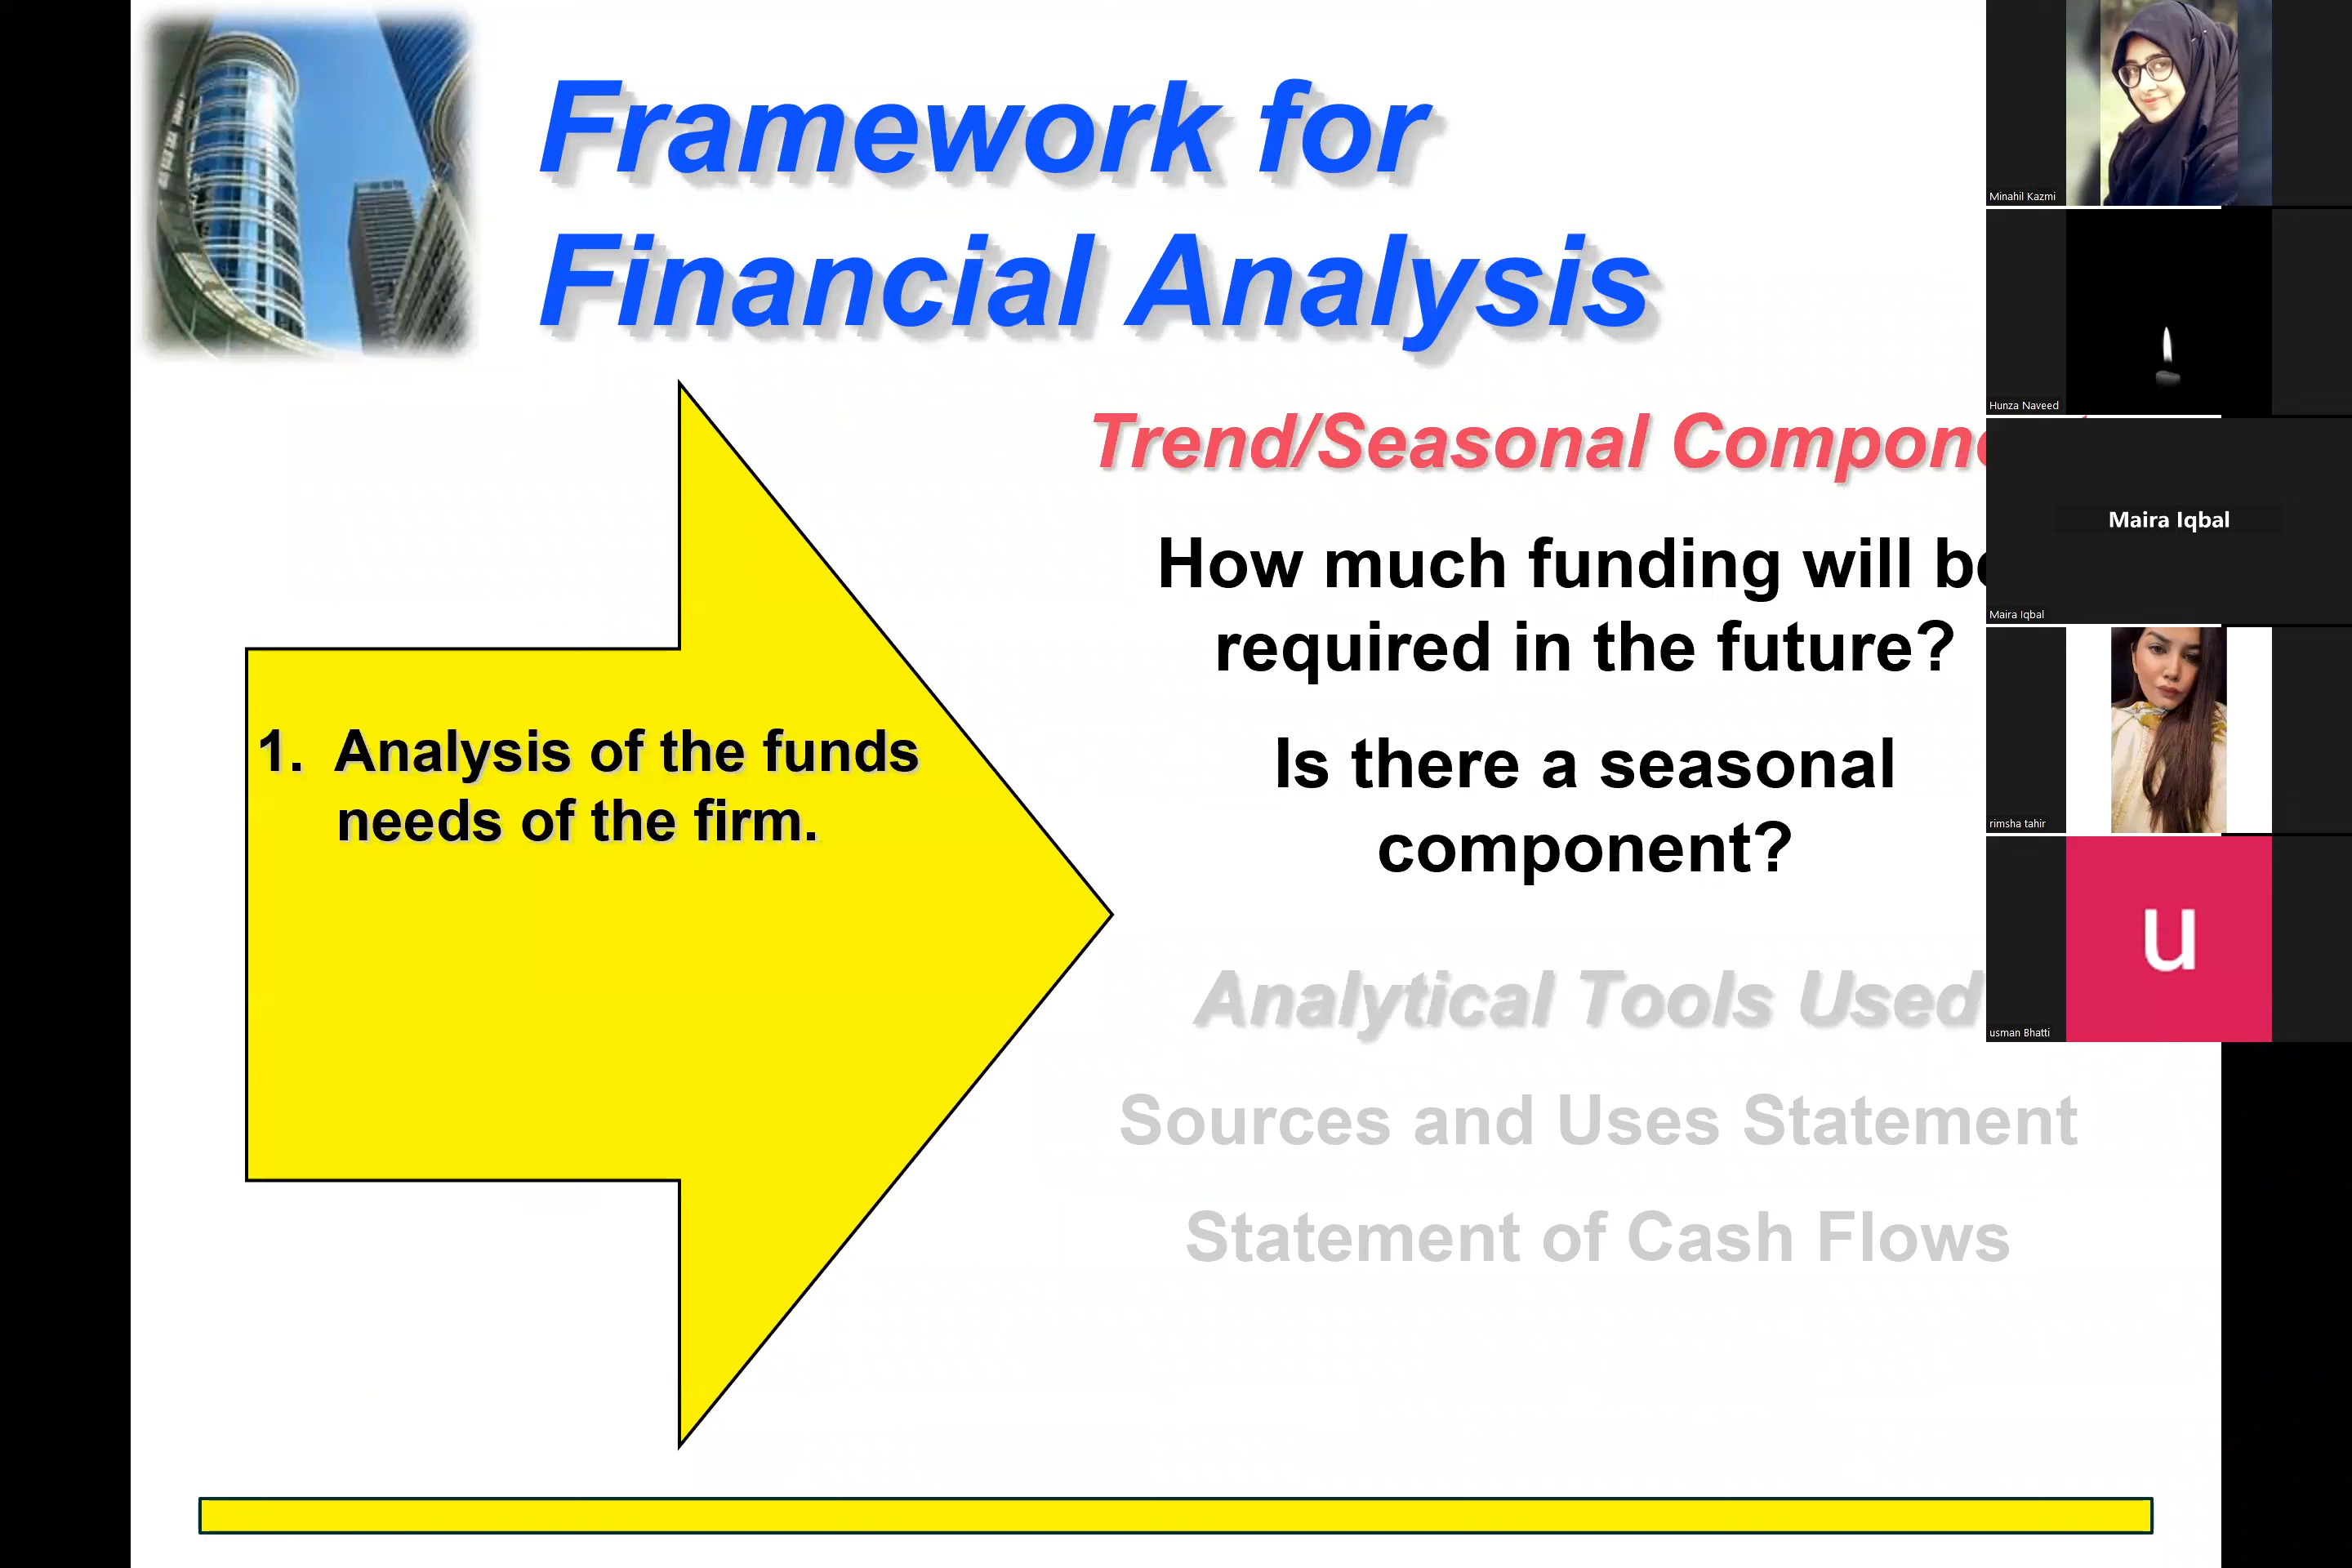 Framework for
Financial Analysis
Trend/Seasonal
How much funding will
required in the future?
Is there a seasonal
component?
1. Analysis of the funds
needs of the firm.
Analytical Tools Used
Sources and Uses Statement
Statement of Cash Flows
Minahil Kazmi
Hunza Naveed
Maira Iqbal
Maira Iqbal
rimsha tahir
u
usman Bhatti